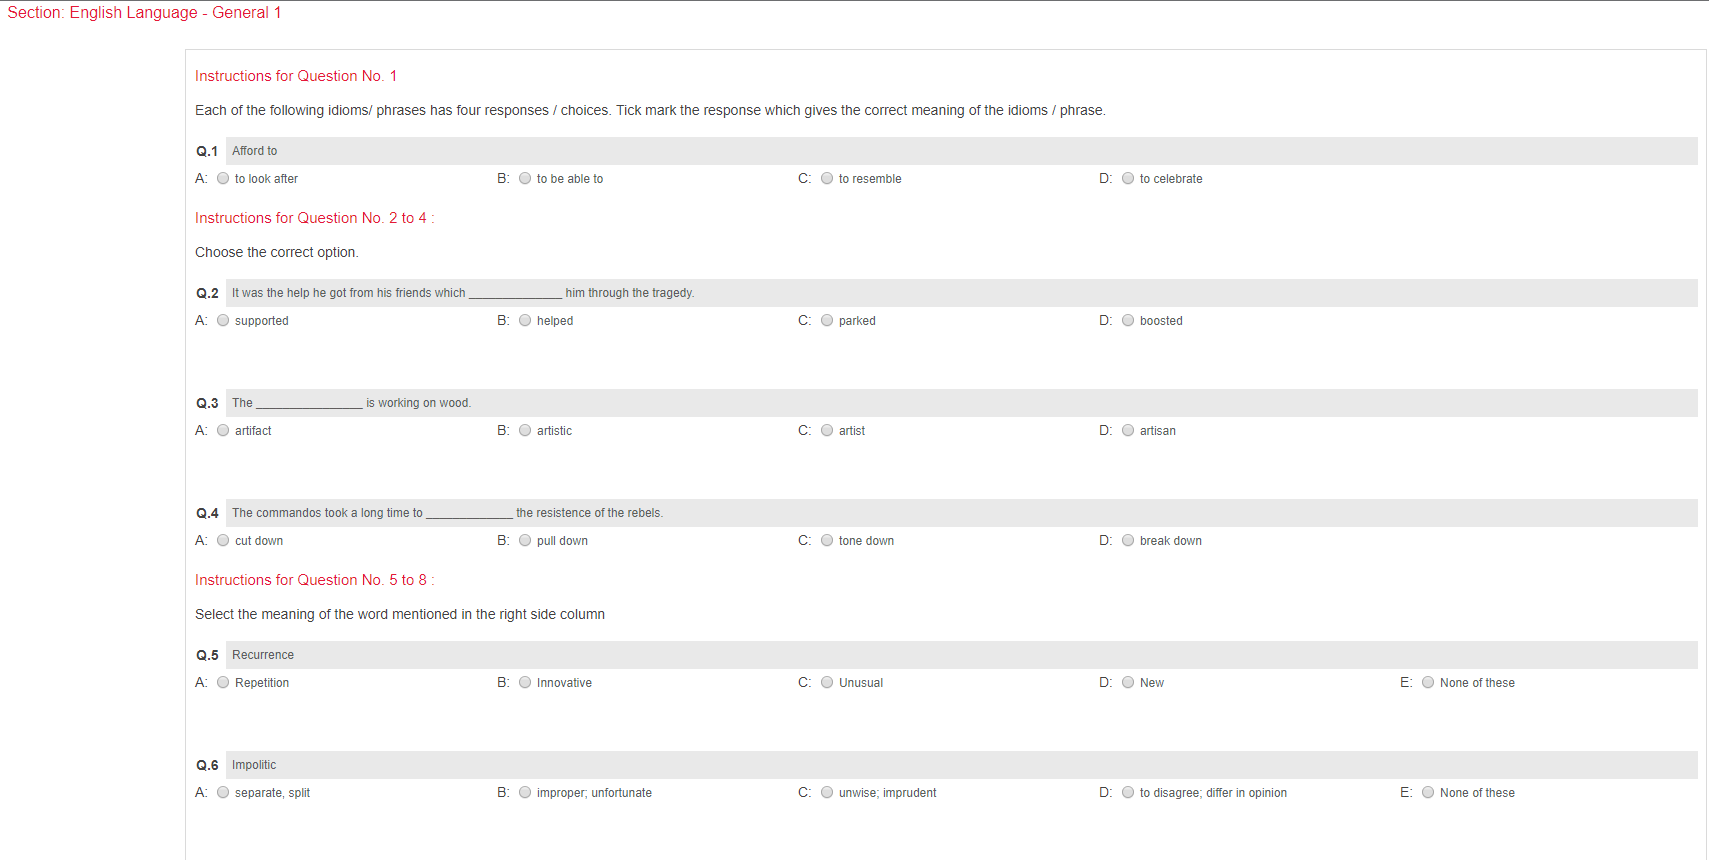 Section: English Language - General 1
Instructions for Question No. 1
Each of the following idioms/ phrases has four responses / choices. Tick mark the response which gives the correct meaning of the idioms / phrase.
Q.1 Afford to
A: to look after B: to be able to C: to resemble D: to celebrate
Instructions for Question No. 2 to 4 :
Choose the correct option.
Q.2 It was the help he got from his friends which ______________ him through the tragedy.
A: supported B: helped C: parked D: boosted
Q.3 The ________________ is working on wood.
A: artifact B: artistic C: artist D: artisan
Q.4 The commandos took a long time to _____________ the resistence of the rebels.
A: cut down B: pull down C: tone down D: break down
Instructions for Question No. 5 to 8 :
Select the meaning of the word mentioned in the right side column
Q.5 Recurrence
A: Repetition B: Innovative C: Unusual D: New E: None of these
Q.6 Impolitic
A: separate, split B: improper; unfortunate C: unwise; imprudent D: to disagree; differ in opinion E: None of these